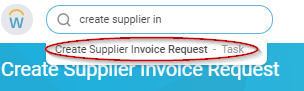 create supplier in
Create Supplier Invoice Request - Task
Create Supplier Invoice Request